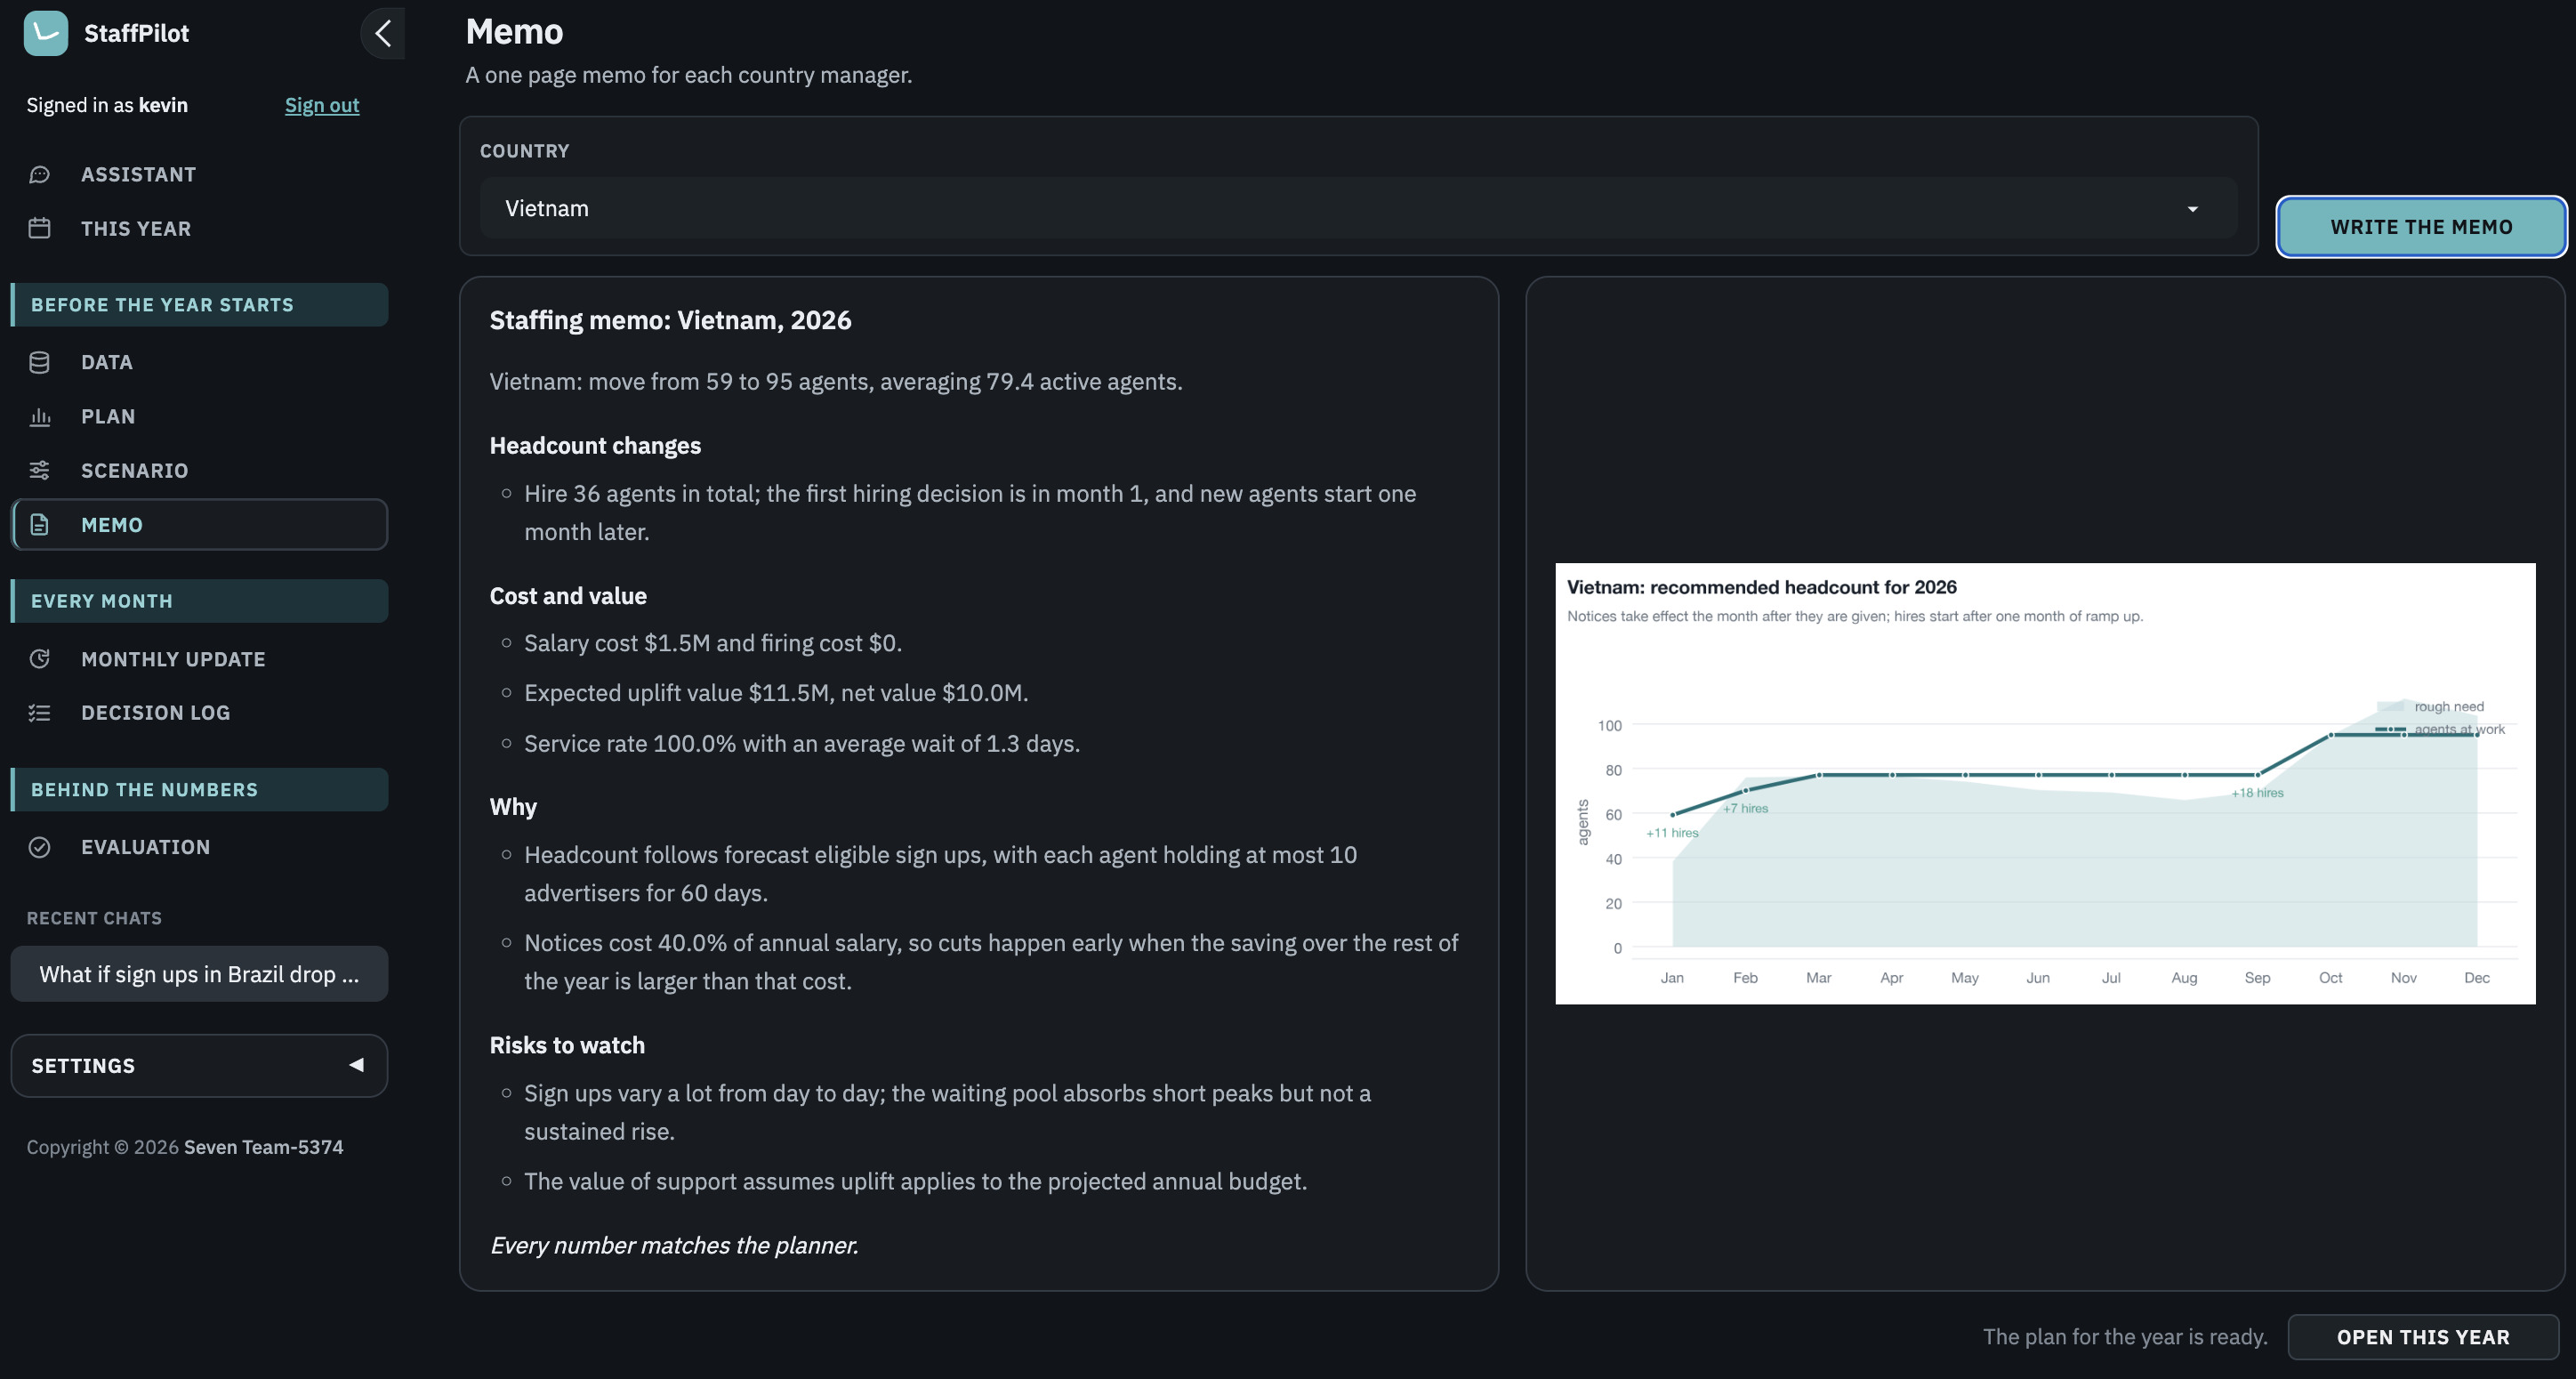 StaffPilot
Signed in as kevin
Sign out
ASSISTANT
THIS YEAR
BEFORE THE YEAR STARTS
DATA
PLAN
SCENARIO
MEMO
EVERY MONTH
MONTHLY UPDATE
DECISION LOG
BEHIND THE NUMBERS
EVALUATION
RECENT CHATS
What if sign ups in Brazil drop ...
SETTINGS
Copyright © 2026 Seven Team-5374
Memo
A one page memo for each country manager.
COUNTRY
Vietnam
WRITE THE MEMO
Staffing memo: Vietnam, 2026
Vietnam: move from 59 to 95 agents, averaging 79.4 active agents.
Headcount changes
Hire 36 agents in total; the first hiring decision is in month 1, and new agents start one
month later.
Cost and value
Salary cost $1.5M and firing cost $0.
Expected uplift value $11.5M, net value $10.0M.
Service rate 100.0% with an average wait of 1.3 days.
Why
Headcount follows forecast eligible sign ups, with each agent holding at most 10
advertisers for 60 days.
Notices cost 40.0% of annual salary, so cuts happen early when the saving over the rest of
the year is larger than that cost.
Risks to watch
Sign ups vary a lot from day to day; the waiting pool absorbs short peaks but not a
sustained rise.
The value of support assumes uplift applies to the projected annual budget.
Every number matches the planner.
Vietnam: recommended headcount for 2026
Notices take effect the month after they are given; hires start after one month of ramp up.
rough need
agents at work
agents
100
80
60
40
20
0
+11 hires
+7 hires
+18 hires
Jan Feb Mar Apr May Jun Jul Aug Sep Oct Nov Dec
The plan for the year is ready.
OPEN THIS YEAR